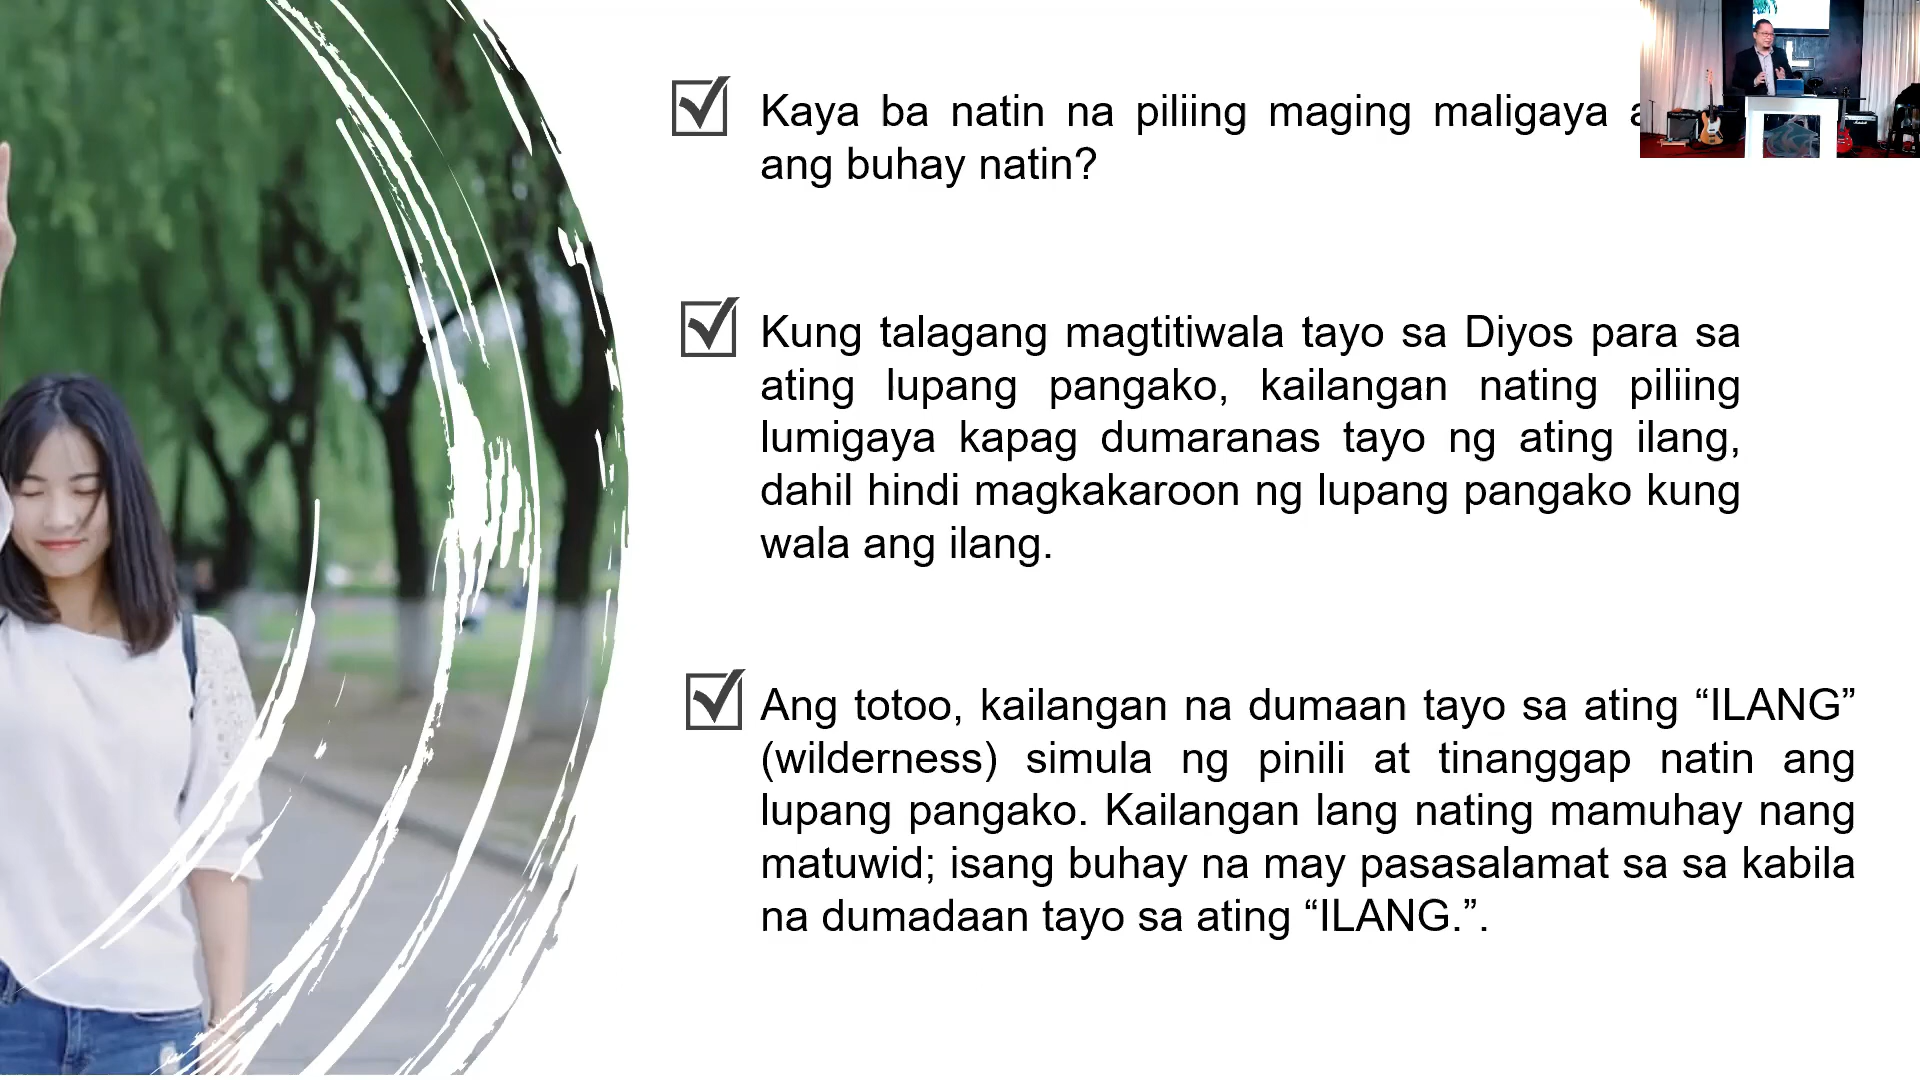 Kaya ba natin na piliing maging maligaya
ang buhay natin?
Kung talagang magtitiwala tayo sa Diyos para sa
ating lupang pangako, kailangan nating piliing
lumigaya kapag dumaranas tayo ng ating ilang,
dahil hindi magkakaroon ng lupang pangako kung
wala ang ilang.
Ang totoo, kailangan na dumaan tayo sa ating “ILANG”
(wilderness) simula ng pinili at tinanggap natin ang
lupang pangako. Kailangan lang nating mamuhay nang
matuwid; isang buhay na may pasasalamat sa sa kabila
na dumadaan tayo sa ating “ILANG.”.